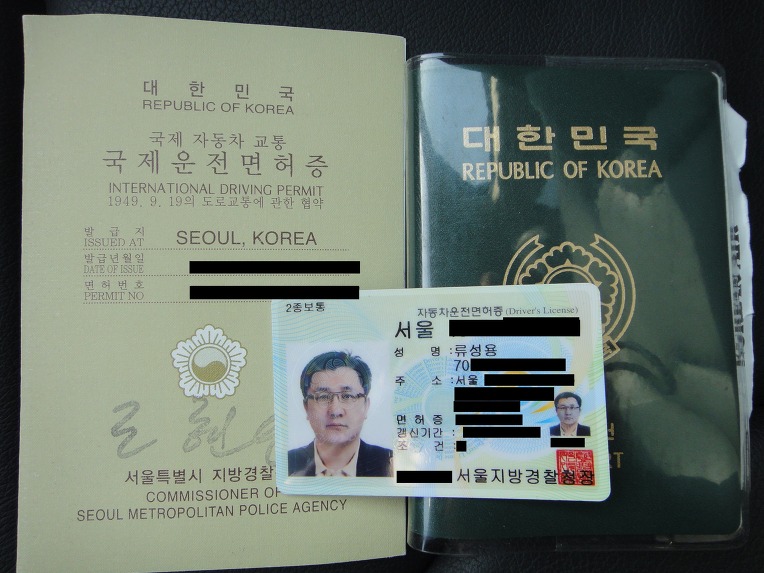 대한민국
REPUBLIC OF KOREA
국제 자동차 교통
국제운전면허증
INTERNATIONAL DRIVING PERMIT
1949. 9. 19의 도로교통에 관한 협약
발급지
ISSUED AT SEOUL, KOREA
발급년월일
DATE OF ISSUE
면허번호
PERMIT NO
서울특별시 지방경찰
COMMISSIONER OF
SEOUL METROPOLITAN POLICE AGENCY
대한민국
REPUBLIC OF KOREA
2종보통
자동차운전면허증 (Driver's License)
서울
성 명 : 류성용
70
주 소 : 서울
면 허 증
갱신기간 :
조 건 :
서울지방경찰청장
KOREAN AIR